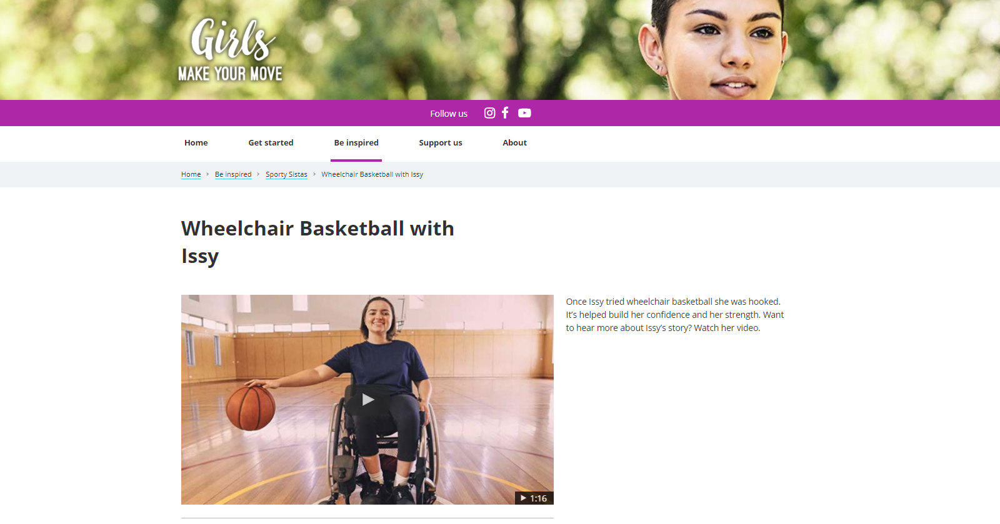 Girls
MAKE YOUR MOVE
Follow us
Home Get started Be inspired Support us About
Home › Be inspired › Sporty Sistas › Wheelchair Basketball with Issy
Wheelchair Basketball with
Issy
Once Issy tried wheelchair basketball she was hooked.
It’s helped build her confidence and her strength. Want
to hear more about Issy’s story? Watch her video.
1:16